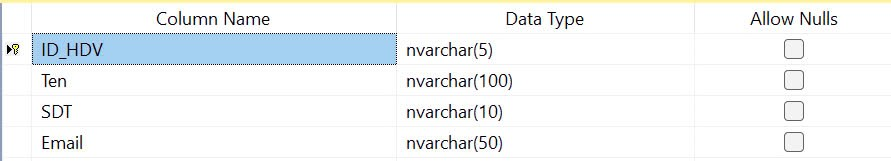 Column Name Data Type Allow Nulls
ID_HDV nvarchar(5)
Ten nvarchar(100)
SDT nvarchar(10)
Email nvarchar(50)